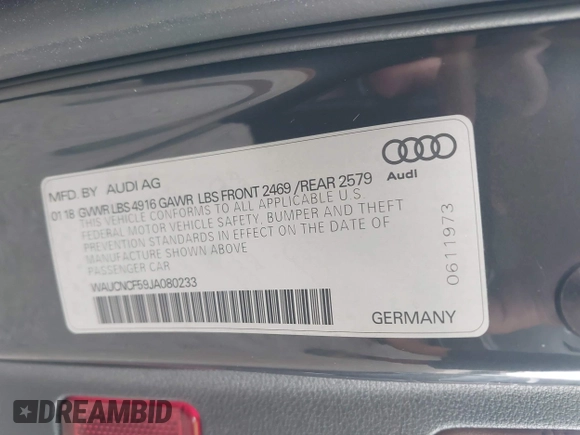 MFD. BY AUDI AG
01 18 GVWR LBS 4916 GAWR LBS FRONT 2469 /REAR 2579
THIS VEHICLE CONFORMS TO ALL APPLICABLE U.S.
FEDERAL MOTOR VEHICLE SAFETY, BUMPER AND THEFT
PREVENTION STANDARDS IN EFFECT ON THE DATE OF
MANUFACTURE SHOWN ABOVE.
PASSENGER CAR.
WAUCNCF59JA080233
GERMANY
Audi
0611973
DREAMBID